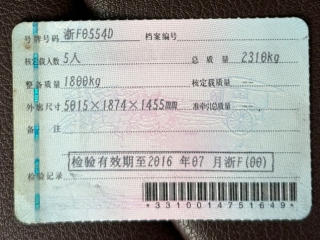 号牌号码 浙F0554D 档案编号
核定载人数 5人 总质量 2310kg
整备质量 1800kg 核定载质量 --
外廓尺寸 5015×1874×1455mm 准牵引总质量 --
备注
检验有效期至2016 年07 月浙F(00)
检验记录
*3310014751649*